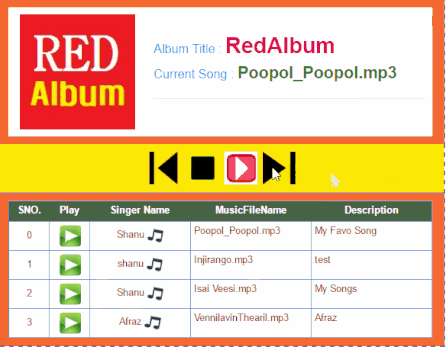 RED
Album
Album Title : RedAlbum
Current Song : Poopol_Poopol.mp3
SNO. Play Singer Name MusicFileName Description
0 Shanu Poopol_Poopol.mp3 My Favo Song
1 shanu Injirango.mp3 test
2 Shanu Isai Veesi.mp3 My Songs
3 Afraz VennilavinThearil.mp3 Afraz